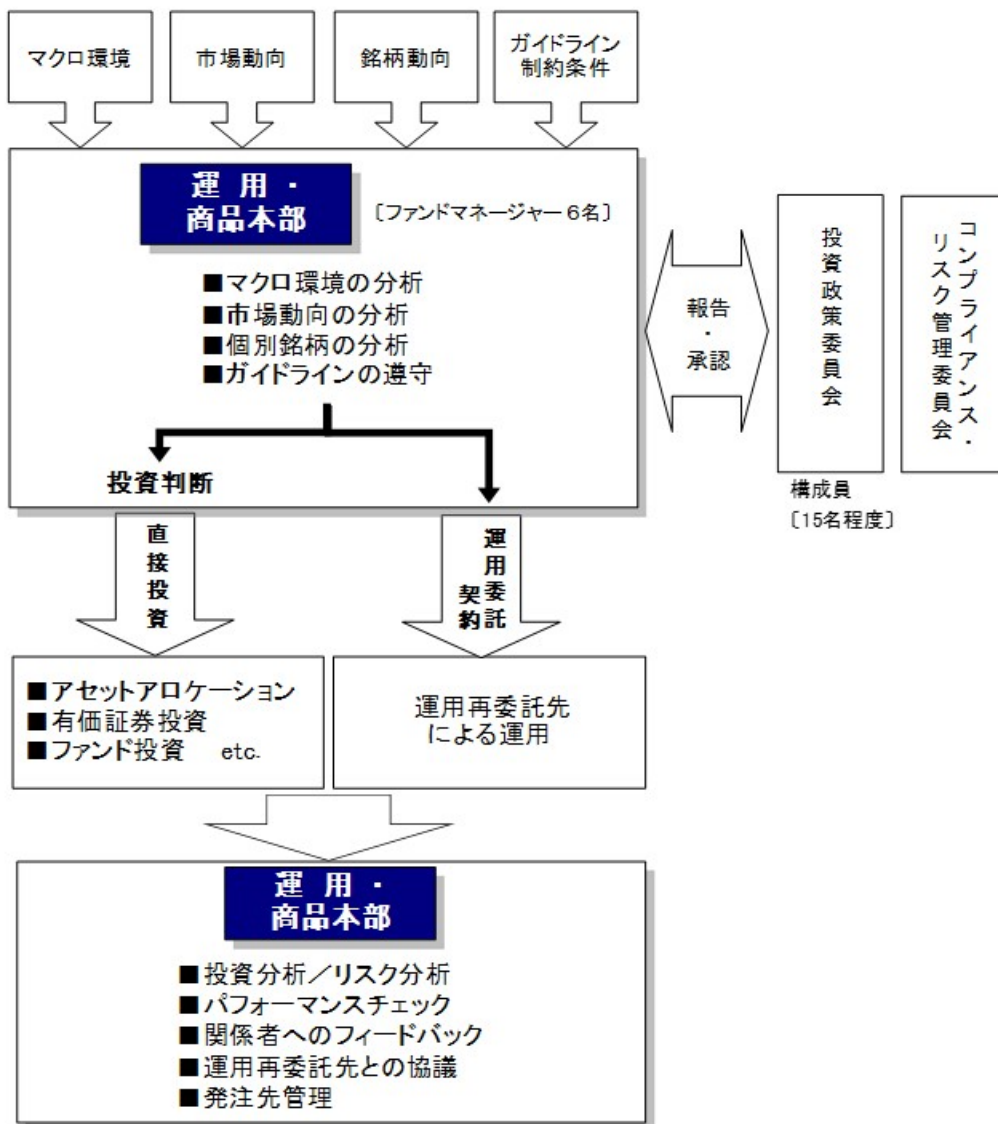 マクロ環境
市場動向
銘柄動向
ガイドライン
制約条件
運 用 ・
商品本部
〔ファンドマネージャー6名〕
■マクロ環境の分析
■市場動向の分析
■個別銘柄の分析
■ガイドラインの遵守
投資判断
報告
・
承認
投資政策委員会
コンプライアンス・
リスク管理委員会
構成員
〔15名程度〕
直接投資
運用委託
契約
■アセットアロケーション
■有価証券投資
■ファンド投資 etc.
運用再委託先
による運用
運 用 ・
商品本部
■投資分析／リスク分析
■パフォーマンスチェック
■関係者へのフィードバック
■運用再委託先との協議
■発注先管理